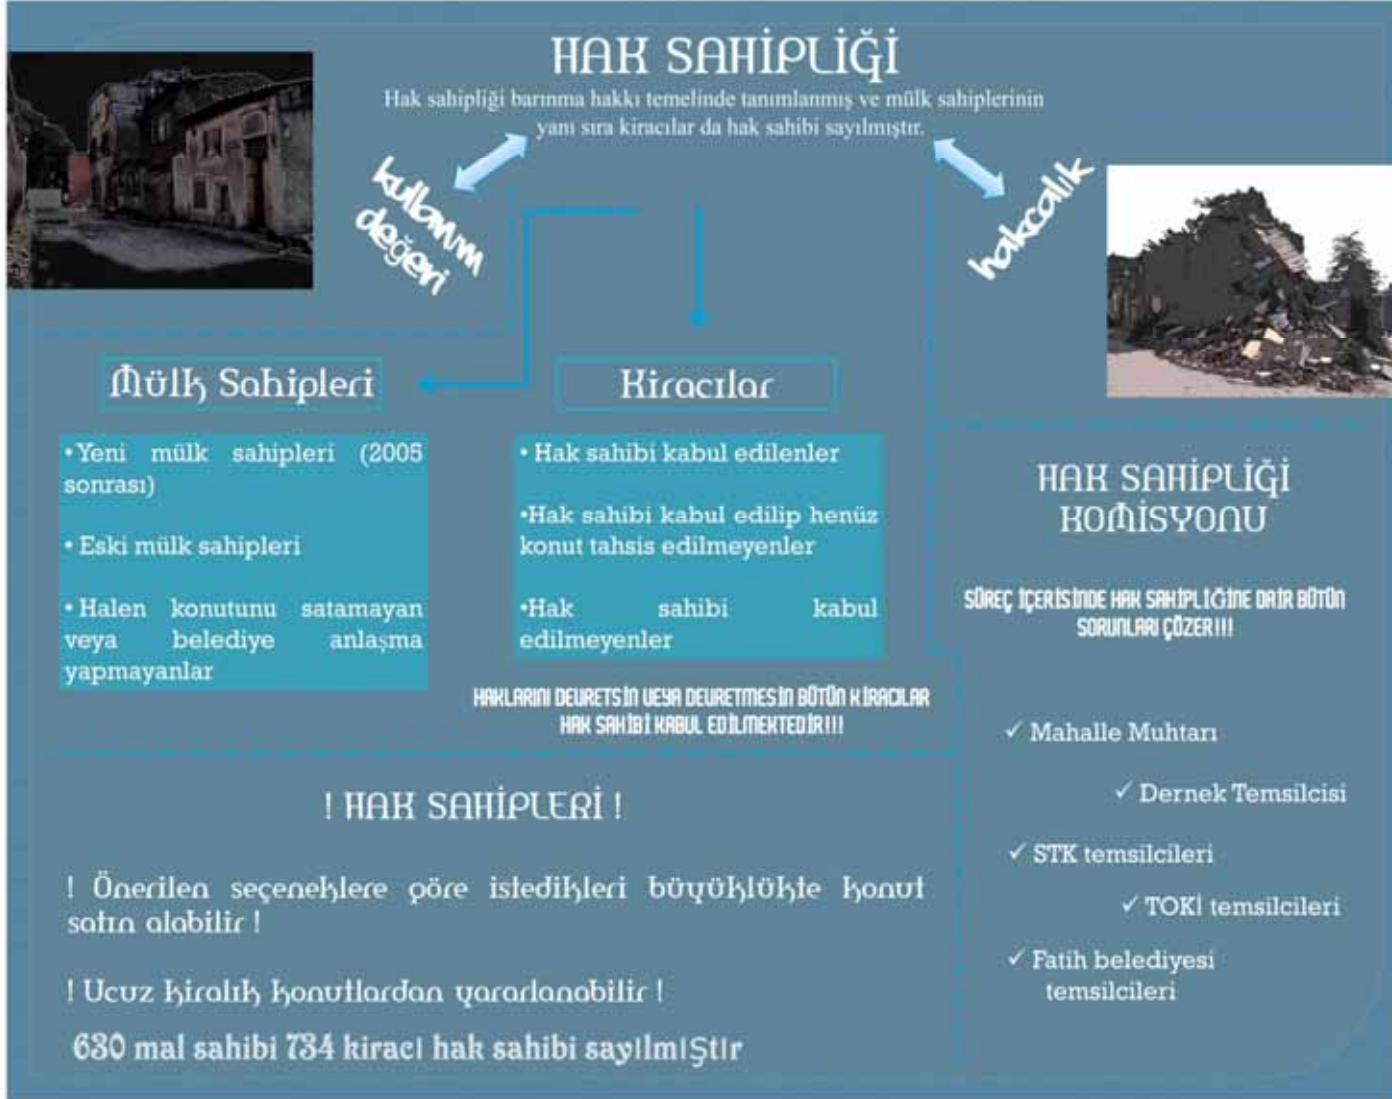 HAK SAHİPLİĞİ
Hak sahipliği barınma hakkı temelinde tanımlanmış ve mülk sahiplerinin
yanı sıra kiracılar da hak sahibi sayılmıştır.
kullanım
değeri
hakcalık
Mülk Sahipleri
•Yeni mülk sahipleri (2005
sonrası)
• Eski mülk sahipleri
• Halen konutunu satamayan
veya belediye anlaşma
yapmayanlar
Kiracılar
• Hak sahibi kabul edilenler
•Hak sahibi kabul edilip henüz
konut tahsis edilmeyenler
•Hak sahibi kabul
edilmeyenler
HAKLARINI DEVRETSİN VEYA DEVRETMESİN BÜTÜN KİRACILAR
HAK SAHİBİ KABUL EDİLMEKTEDİR!!!
! HAK SAHİPLERİ !
! Önerilen seçeneklere göre istedikleri büyüklükte konut
satın alabilir !
! Ucuz kiralık konutlardan yararlanabilir !
630 mal sahibi 734 kiracı hak sahibi sayılmıştır
HAK SAHİPLİĞİ
KOMİSYONU
SÜREÇ İÇERİSİNDE HAK SAHİPLİĞİNE DAİR BÜTÜN
SORUNLARI ÇÖZER!!!
✓ Mahalle Muhtarı
✓ Dernek Temsilcisi
✓ STK temsilcileri
✓ TOKİ temsilcileri
✓ Fatih belediyesi
temsilcileri